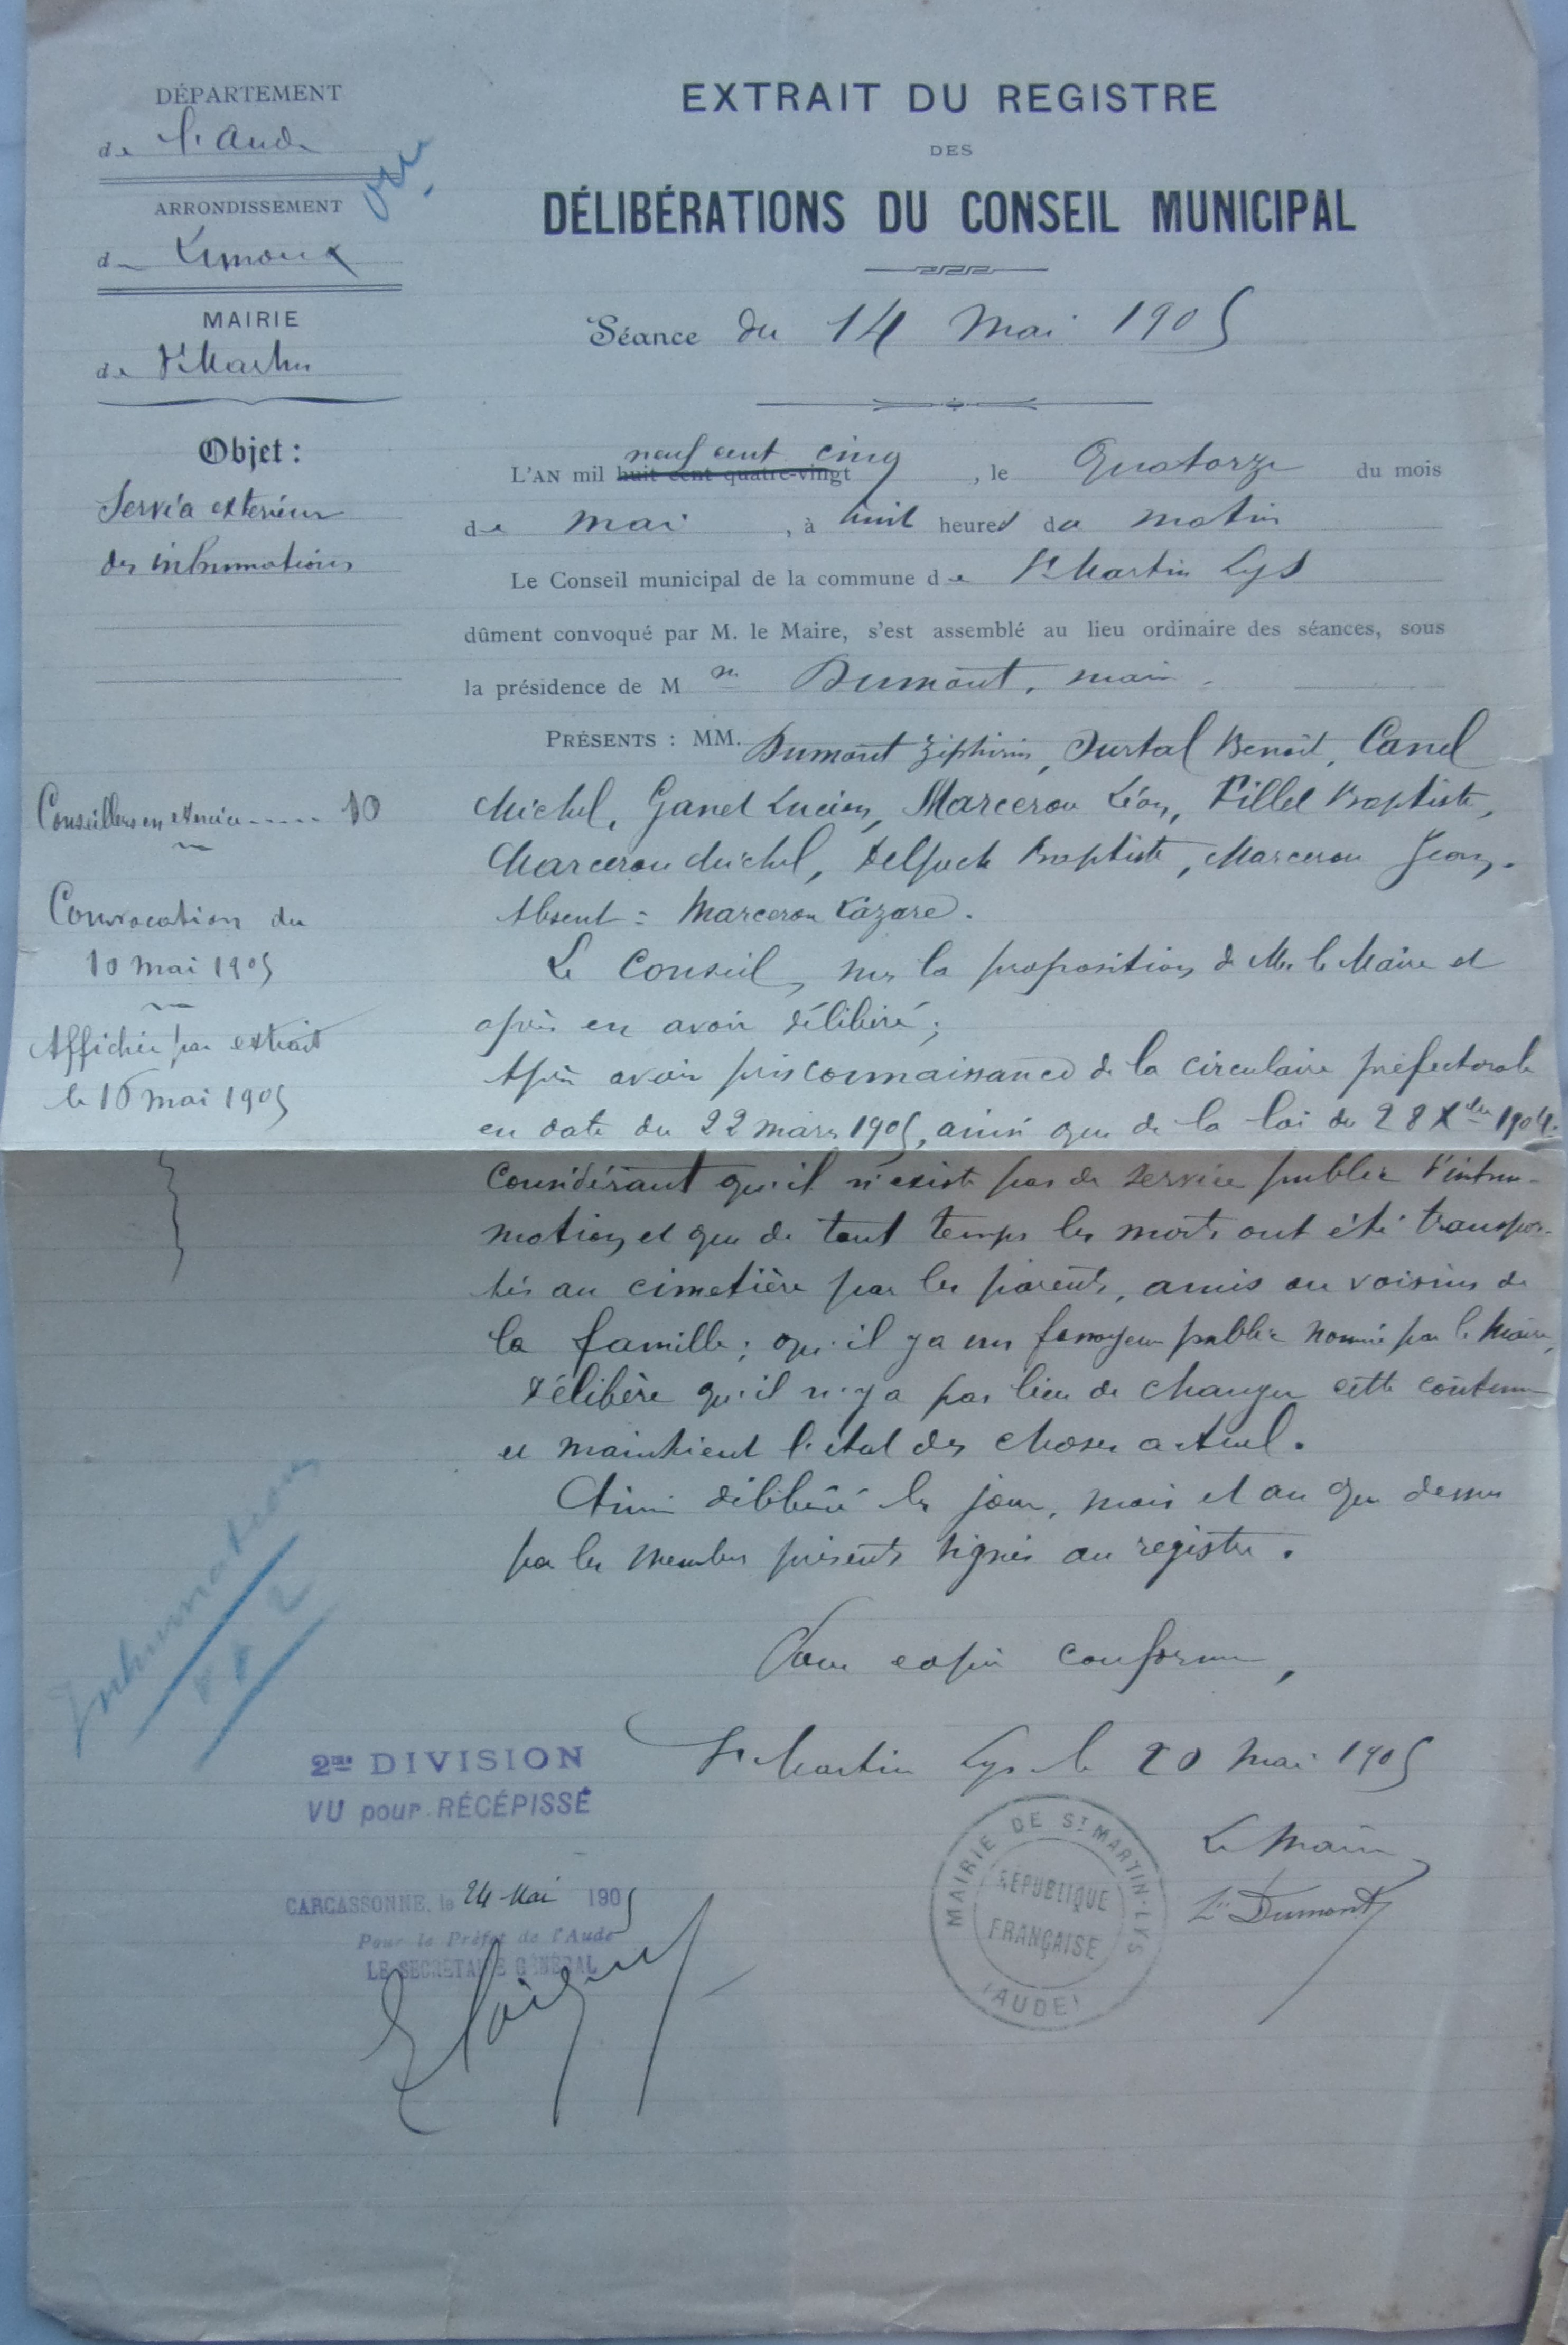 DÉPARTEMENT
de l'Aude
ARRONDISSEMENT
de Limoux
MAIRIE
de St Martin
Objet :
Service extérieur
des inhumations
Conseillers en exercice ..... 10
Convocation du
10 mai 1905
Affichée par extrait
le 16 mai 1905
EXTRAIT DU REGISTRE
DES
DÉLIBÉRATIONS DU CONSEIL MUNICIPAL
Séance du 14 Mai 1905
neuf cent cinq
L'AN mil huit cent quatre-vingt , le Quatorze du mois
de mai , à huit heures du matin
Le Conseil municipal de la commune de St Martin Lys
dûment convoqué par M. le Maire, s'est assemblé au lieu ordinaire des séances, sous
la présidence de M Dumont, maire.
PRÉSENTS : MM. Dumont Zéphirin, Surtal Benoît, Canel
Michel, Ganet Lucien, Marcerou Léon, Pillet Baptiste,
Marcerou Michel, Delpech Baptiste, Marcerou Jean.
Absent : Marcerou Lazare.
Le Conseil, sur la proposition de Mr le Maire et
après en avoir délibéré ;
Après avoir pris connaissance de la circulaire préfectorale
en date du 22 mars 1905, ainsi que de la loi du 28 Xbre 1904.
Considérant qu'il n'existe pas de service public d'inhu-
mation et que de tout temps les morts ont été transpor-
tés au cimetière par les parents, amis ou voisins de
la famille ; qu'il y a un fossoyeur public nommé par le Maire,
Délibère qu'il n'y a pas lieu de changer cette coutume
et maintient l'état des choses actuel.
Ainsi délibéré les jour, mois et an que dessus
par les membres présents signés au registre.
Pour copie conforme,
St Martin Lys le 20 Mai 1905
Le Maire
Zin Dumont
MAIRIE DE ST MARTIN-LYS
RÉPUBLIQUE
FRANÇAISE
(AUDE)
Inhumations
2me DIVISION
VU pour RÉCÉPISSÉ
CARCASSONNE, le 24 Mai 1905
Pour le Préfet de l'Aude
LE SECRÉTAIRE GÉNÉRAL